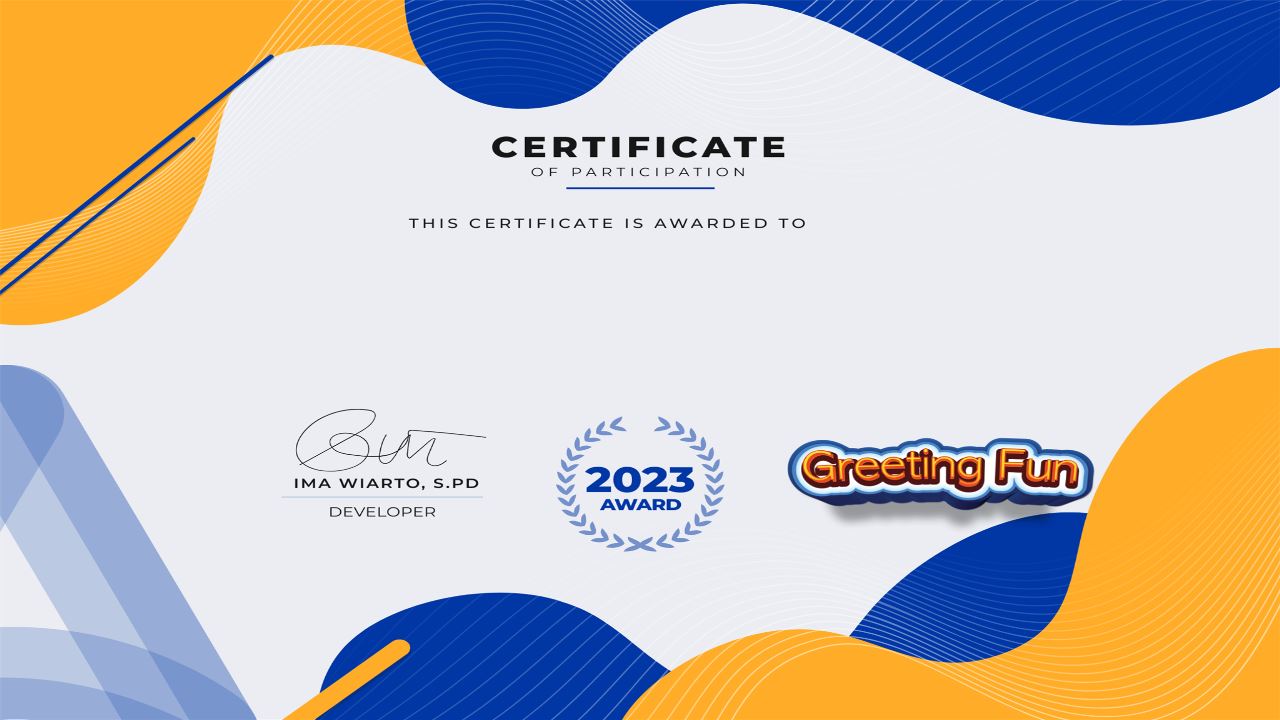 CERTIFICATE
OF PARTICIPATION
THIS CERTIFICATE IS AWARDED TO
IMA WIARTO, S.PD
DEVELOPER
2023
AWARD
Greeting Fun